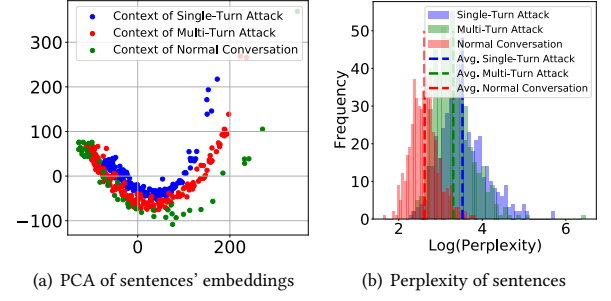 Context of Single-Turn Attack
Context of Multi-Turn Attack
Context of Normal Conversation
300
200
100
0
−100
0
200
(a) PCA of sentences' embeddings
Single-Turn Attack
Multi-Turn Attack
Normal Conversation
Avg. Single-Turn Attack
Avg. Multi-Turn Attack
Avg. Normal Conversation
Frequency
50
40
30
20
10
0
2
4
6
Log(Perplexity)
(b) Perplexity of sentences